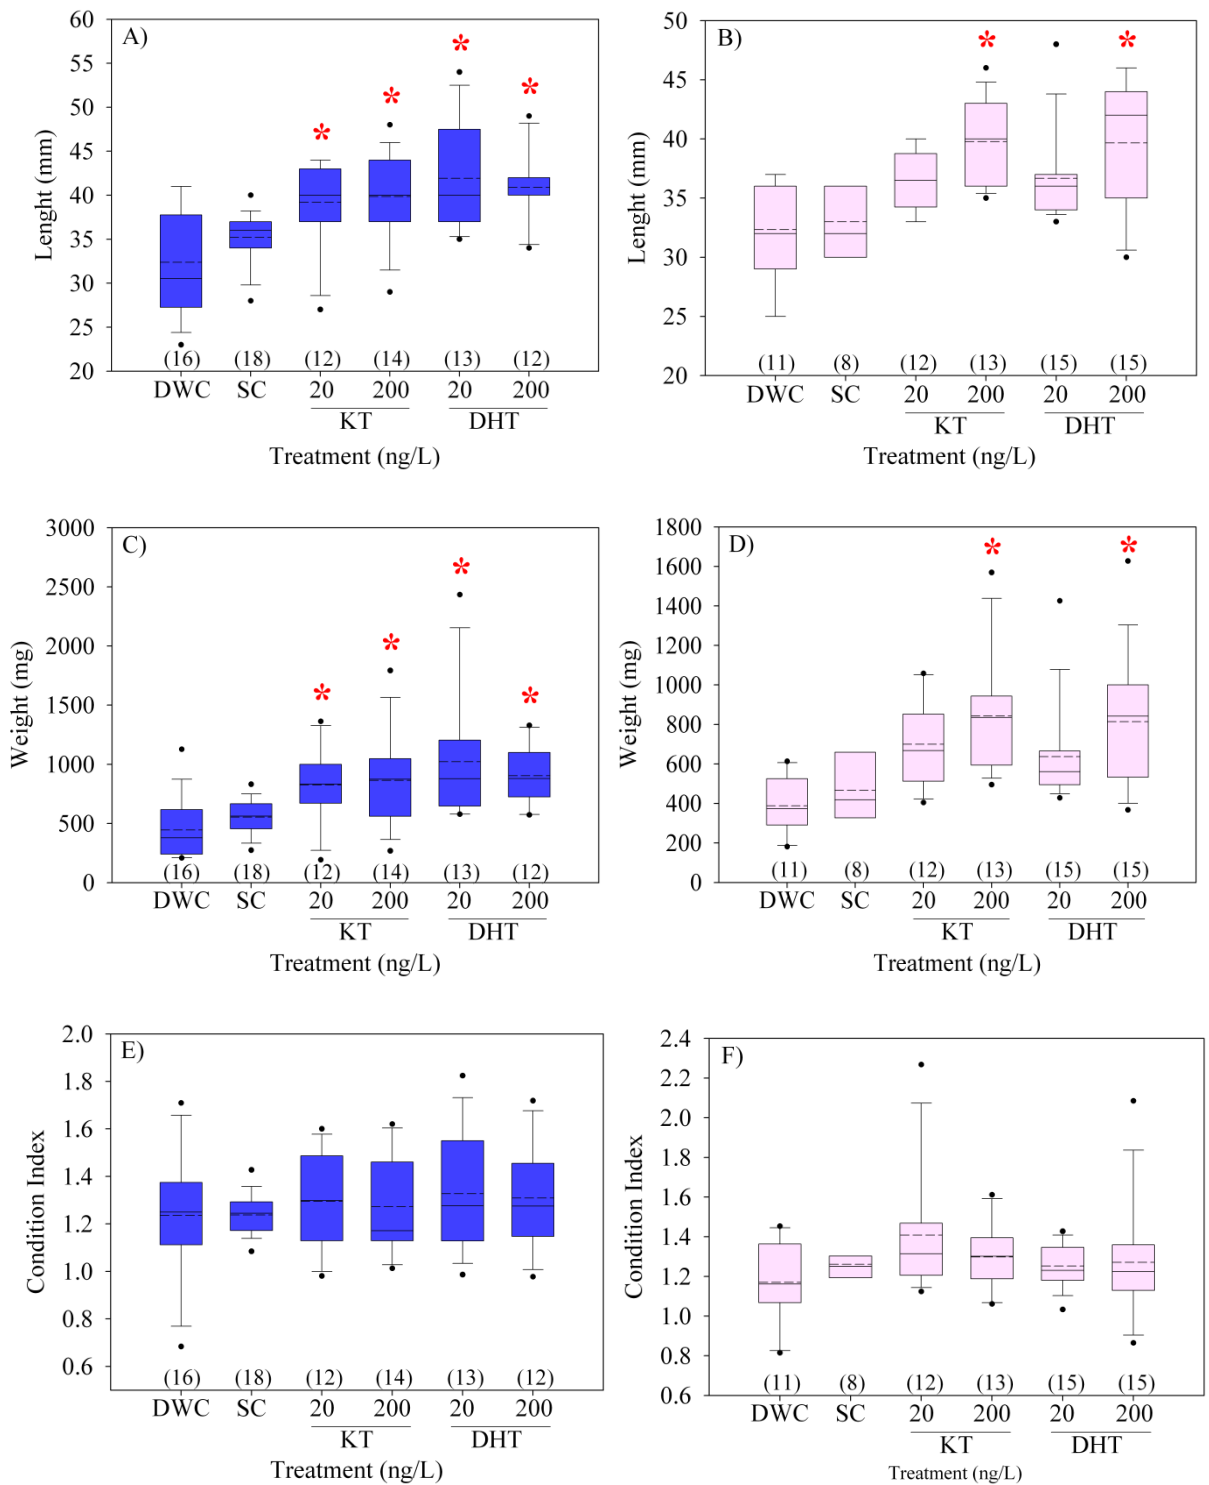 A)
60
55
50
45
40
35
30
25
20
Lenght (mm)
* * * *
(16) (18) (12) (14) (13) (12)
DWC SC 20 200 20 200
KT DHT
Treatment (ng/L)
B)
50
45
40
35
30
25
20
Lenght (mm)
* *
(11) (8) (12) (13) (15) (15)
DWC SC 20 200 20 200
KT DHT
Treatment (ng/L)
C)
3000
2500
2000
1500
1000
500
0
Weight (mg)
* * * *
(16) (18) (12) (14) (13) (12)
DWC SC 20 200 20 200
KT DHT
Treatment (ng/L)
D)
1800
1600
1400
1200
1000
800
600
400
200
0
Weight (mg)
* *
(11) (8) (12) (13) (15) (15)
DWC SC 20 200 20 200
KT DHT
Treatment (ng/L)
E)
2.0
1.8
1.6
1.4
1.2
1.0
0.8
0.6
Condition Index
(16) (18) (12) (14) (13) (12)
DWC SC 20 200 20 200
KT DHT
Treatment (ng/L)
F)
2.4
2.2
2.0
1.8
1.6
1.4
1.2
1.0
0.8
0.6
Condition Index
(11) (8) (12) (13) (15) (15)
DWC SC 20 200 20 200
KT DHT
Treatment (ng/L)